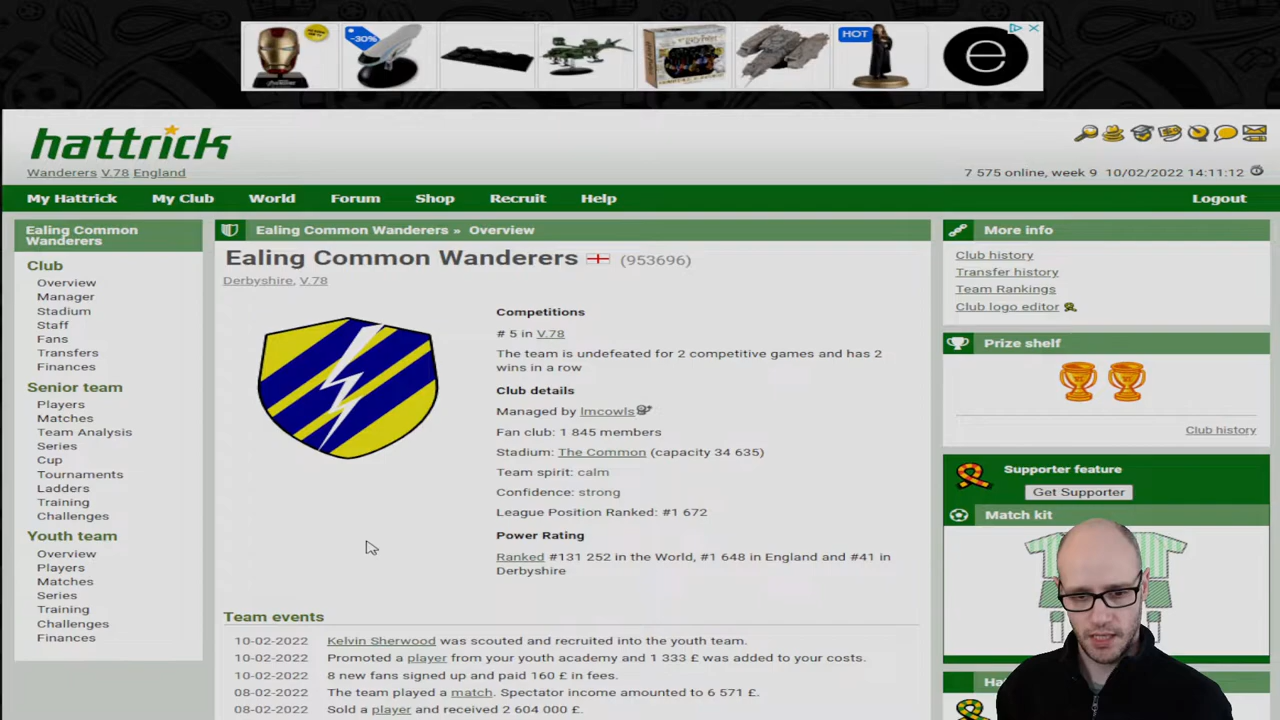 -30%
HOT
e
hattrick
Wanderers V.78 England
7 575 online, week 9 10/02/2022 14:11:12
My Hattrick My Club World Forum Shop Recruit Help Logout
Ealing Common Wanderers
Club
Overview
Manager
Stadium
Staff
Fans
Transfers
Finances
Senior team
Players
Matches
Team Analysis
Series
Cup
Tournaments
Ladders
Training
Challenges
Youth team
Overview
Players
Matches
Series
Training
Challenges
Finances
Ealing Common Wanderers » Overview
Ealing Common Wanderers (953696)
Derbyshire, V.78
Competitions
# 5 in V.78
The team is undefeated for 2 competitive games and has 2
wins in a row
Club details
Managed by lmcowls
Fan club: 1 845 members
Stadium: The Common (capacity 34 635)
Team spirit: calm
Confidence: strong
League Position Ranked: #1 672
Power Rating
Ranked #131 252 in the World, #1 648 in England and #41 in
Derbyshire
Team events
10-02-2022 Kelvin Sherwood was scouted and recruited into the youth team.
10-02-2022 Promoted a player from your youth academy and 1 333 £ was added to your costs.
10-02-2022 8 new fans signed up and paid 160 £ in fees.
08-02-2022 The team played a match. Spectator income amounted to 6 571 £.
08-02-2022 Sold a player and received 2 604 000 £.
More info
Club history
Transfer history
Team Rankings
Club logo editor
Prize shelf
Club history
Supporter feature
Get Supporter
Match kit